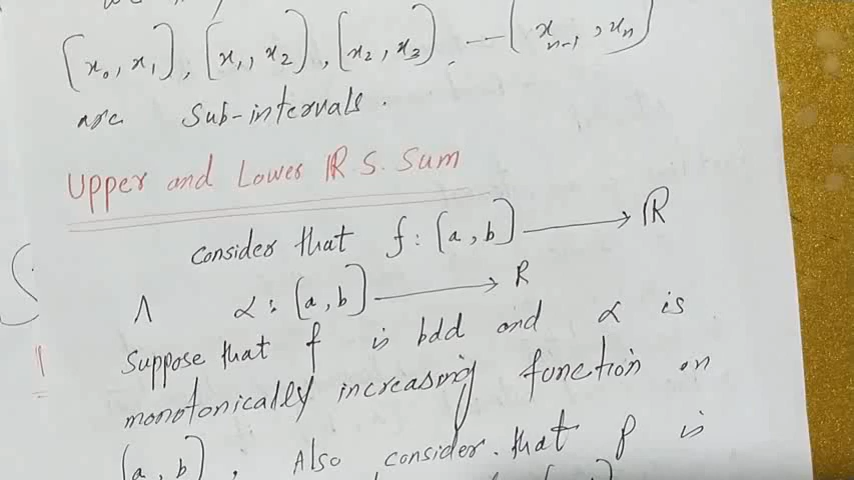 [x₀, x₁], [x₁, x₂], [x₂, x₃], ---[xₙ₋₁, xₙ]
are sub-intervals.
Upper and Lower R S. Sum
consider that f : [a, b] ⟶ ℝ
∧ α : [a, b] ⟶ R
Suppose that f is bdd and α is
monotonically increasing function on
[a, b]. Also consider that P is